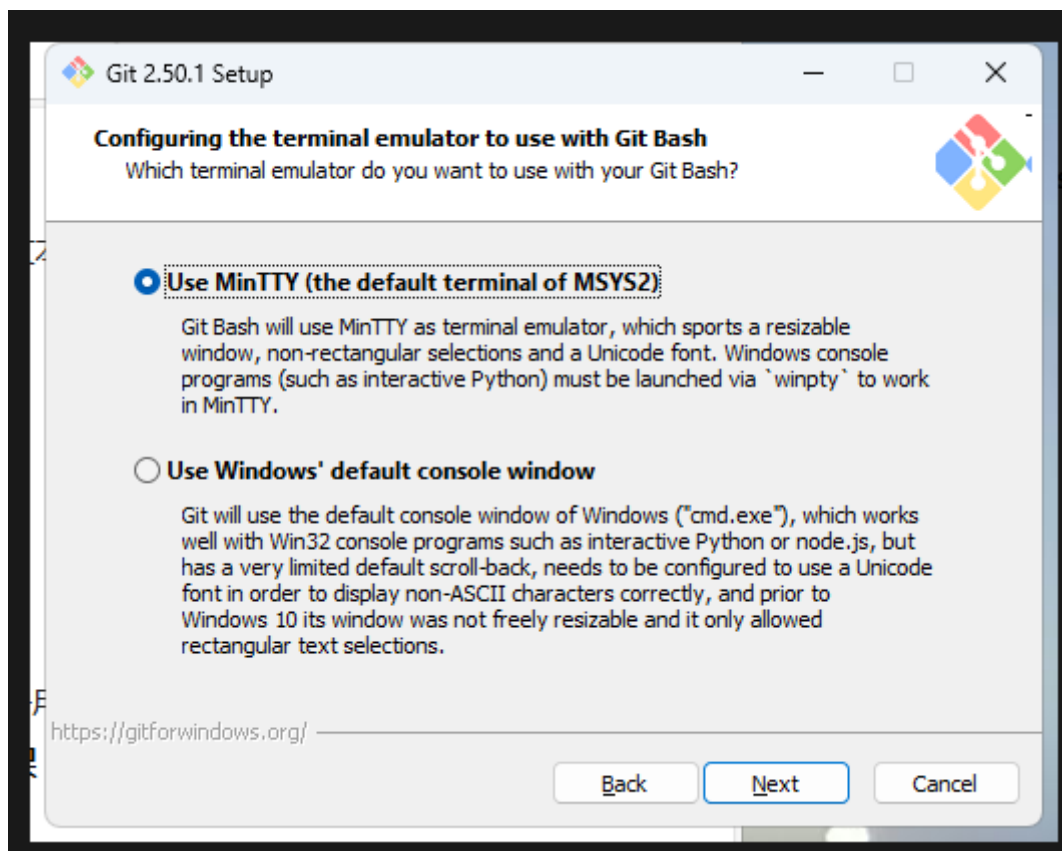 Git 2.50.1 Setup
Configuring the terminal emulator to use with Git Bash
Which terminal emulator do you want to use with your Git Bash?
Use MinTTY (the default terminal of MSYS2)
Git Bash will use MinTTY as terminal emulator, which sports a resizable
window, non-rectangular selections and a Unicode font. Windows console
programs (such as interactive Python) must be launched via `winpty` to work
in MinTTY.
Use Windows' default console window
Git will use the default console window of Windows ("cmd.exe"), which works
well with Win32 console programs such as interactive Python or node.js, but
has a very limited default scroll-back, needs to be configured to use a Unicode
font in order to display non-ASCII characters correctly, and prior to
Windows 10 its window was not freely resizable and it only allowed
rectangular text selections.
https://gitforwindows.org/
Back Next Cancel